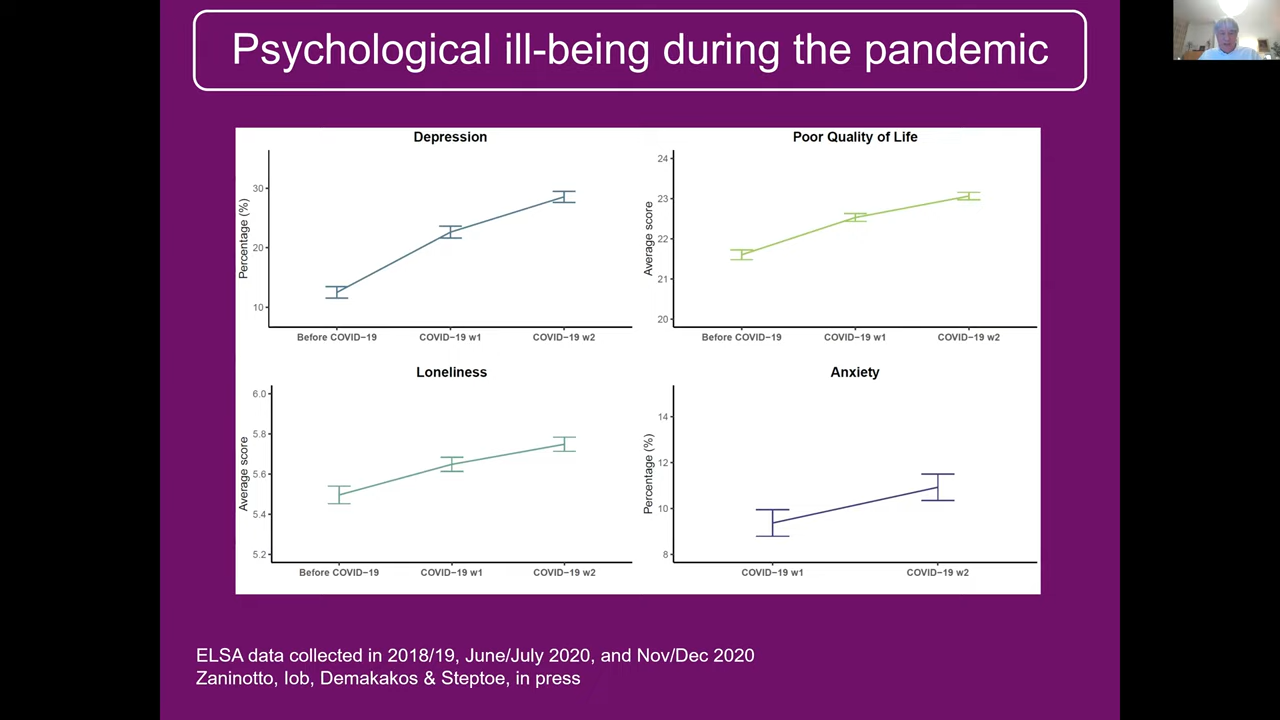 Psychological ill-being during the pandemic
Depression
Percentage (%)
30
20
10
Before COVID−19 COVID−19 w1 COVID−19 w2
Poor Quality of Life
Average score
24
23
22
21
20
Before COVID−19 COVID−19 w1 COVID−19 w2
Loneliness
Average score
6.0
5.8
5.6
5.4
5.2
Before COVID−19 COVID−19 w1 COVID−19 w2
Anxiety
Percentage (%)
14
12
10
8
COVID−19 w1 COVID−19 w2
ELSA data collected in 2018/19, June/July 2020, and Nov/Dec 2020
Zaninotto, Iob, Demakakos & Steptoe, in press